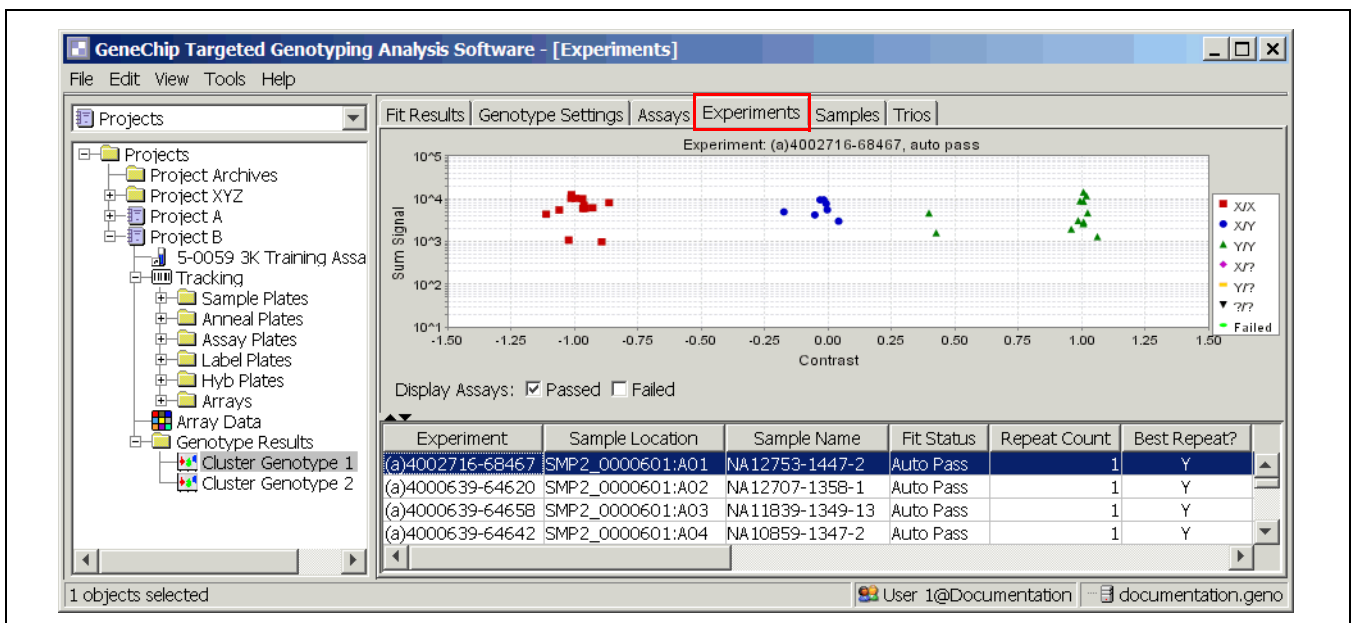 GeneChip Targeted Genotyping Analysis Software - [Experiments]
File Edit View Tools Help
Projects
Projects
Project Archives
Project XYZ
Project A
Project B
5-0059 3K Training Assa
Tracking
Sample Plates
Anneal Plates
Assay Plates
Label Plates
Hyb Plates
Arrays
Array Data
Genotype Results
Cluster Genotype 1
Cluster Genotype 2
Fit Results Genotype Settings Assays Experiments Samples Trios
Experiment: (a)4002716-68467, auto pass
Sum Signal
10^5
10^4
10^3
10^2
10^1
-1.50 -1.25 -1.00 -0.75 -0.50 -0.25 0.00 0.25 0.50 0.75 1.00 1.25 1.50
Contrast
X/X
X/Y
Y/Y
X/?
Y/?
?/?
Failed
Display Assays: Passed Failed
Experiment Sample Location Sample Name Fit Status Repeat Count Best Repeat?
(a)4002716-68467 SMP2_0000601:A01 NA12753-1447-2 Auto Pass 1 Y
(a)4000639-64620 SMP2_0000601:A02 NA12707-1358-1 Auto Pass 1 Y
(a)4000639-64658 SMP2_0000601:A03 NA11839-1349-13 Auto Pass 1 Y
(a)4000639-64642 SMP2_0000601:A04 NA10859-1347-2 Auto Pass 1 Y
1 objects selected
User 1@Documentation
documentation.geno